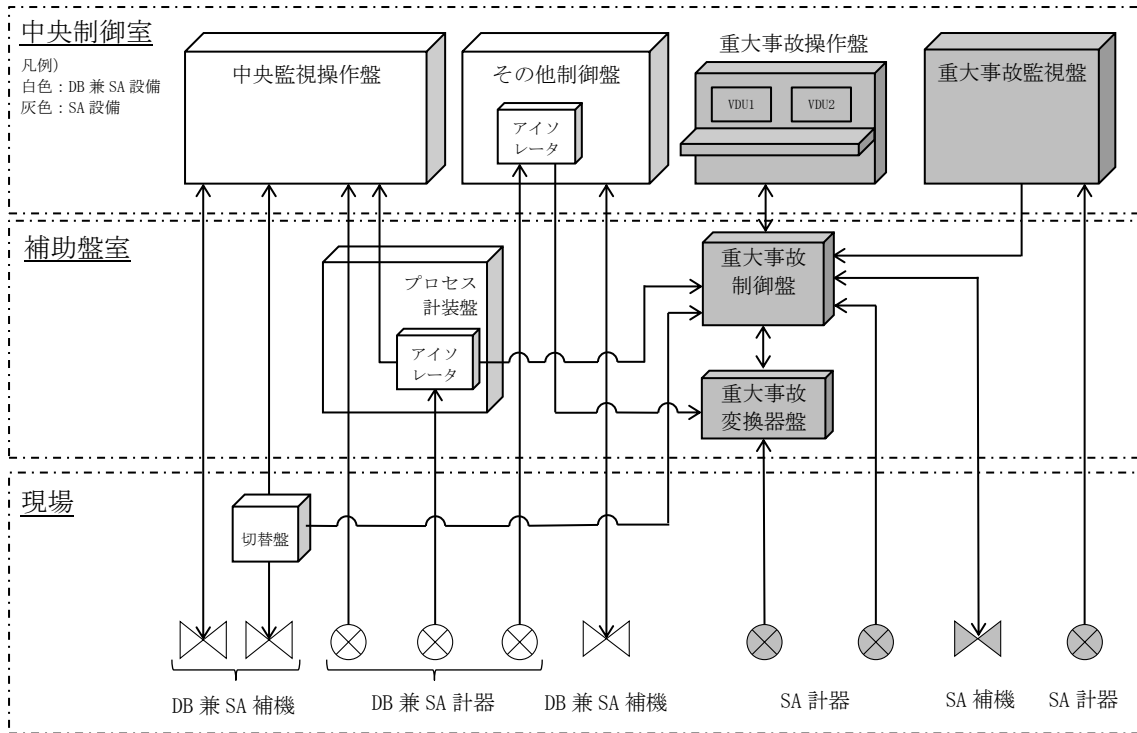 中央制御室
凡例)
白色：DB 兼 SA 設備
灰色：SA 設備
中央監視操作盤
その他制御盤
アイソ
レータ
重大事故操作盤
VDU1
VDU2
重大事故監視盤
補助盤室
プロセス
計装盤
アイソ
レータ
重大事故
制御盤
重大事故
変換器盤
現場
切替盤
DB 兼 SA 補機
DB 兼 SA 計器
DB 兼 SA 補機
SA 計器
SA 補機
SA 計器